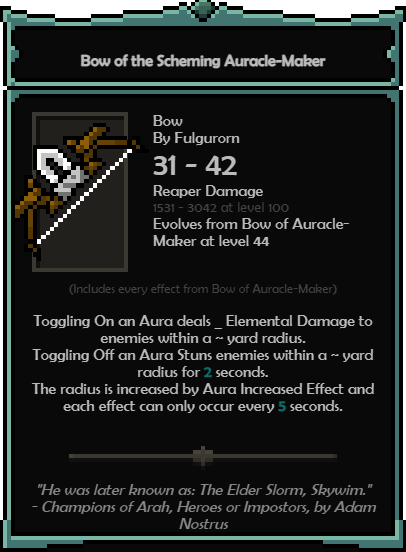 Bow of the Scheming Auracle-Maker
Bow
By Fulgurorn
31 - 42
Reaper Damage
1531 - 3042 at level 100
Evolves from Bow of Auracle-
Maker at level 44
(Includes every effect from Bow of Auracle-Maker)
Toggling On an Aura deals _ Elemental Damage to
enemies within a ~ yard radius.
Toggling Off an Aura Stuns enemies within a ~ yard
radius for 2 seconds.
The radius is increased by Aura Increased Effect and
each effect can only occur every 5 seconds.
"He was later known as: The Elder Slorm, Skywim."
- Champions of Arah, Heroes or Impostors, by Adam
Nostrus